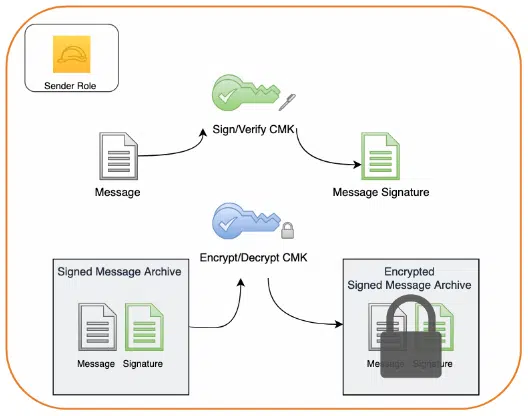 Sender Role
Sign/Verify CMK
Message
Message Signature
Encrypt/Decrypt CMK
Signed Message Archive
Message Signature
Encrypted
Signed Message Archive
Message Signature